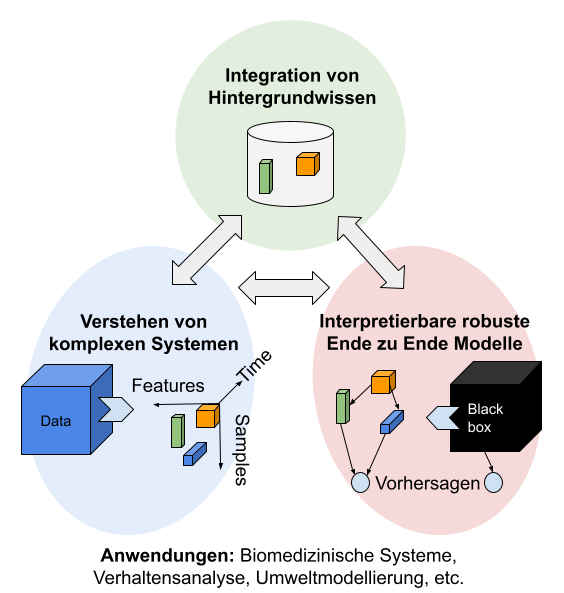 Integration von
Hintergrundwissen
Verstehen von
komplexen Systemen
Interpretierbare robuste
Ende zu Ende Modelle
Data
Features
Time
Samples
Black
box
Vorhersagen
Anwendungen: Biomedizinische Systeme,
Verhaltensanalyse, Umweltmodellierung, etc.